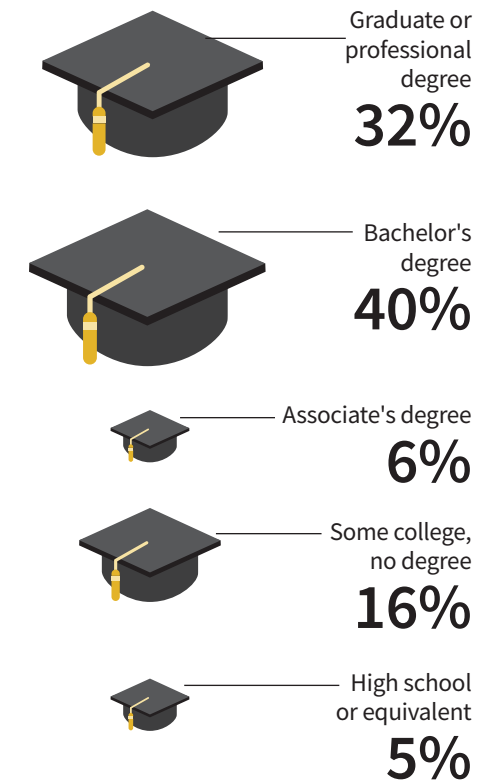 Graduate or
professional
degree
32%
Bachelor's
degree
40%
Associate's degree
6%
Some college,
no degree
16%
High school
or equivalent
5%